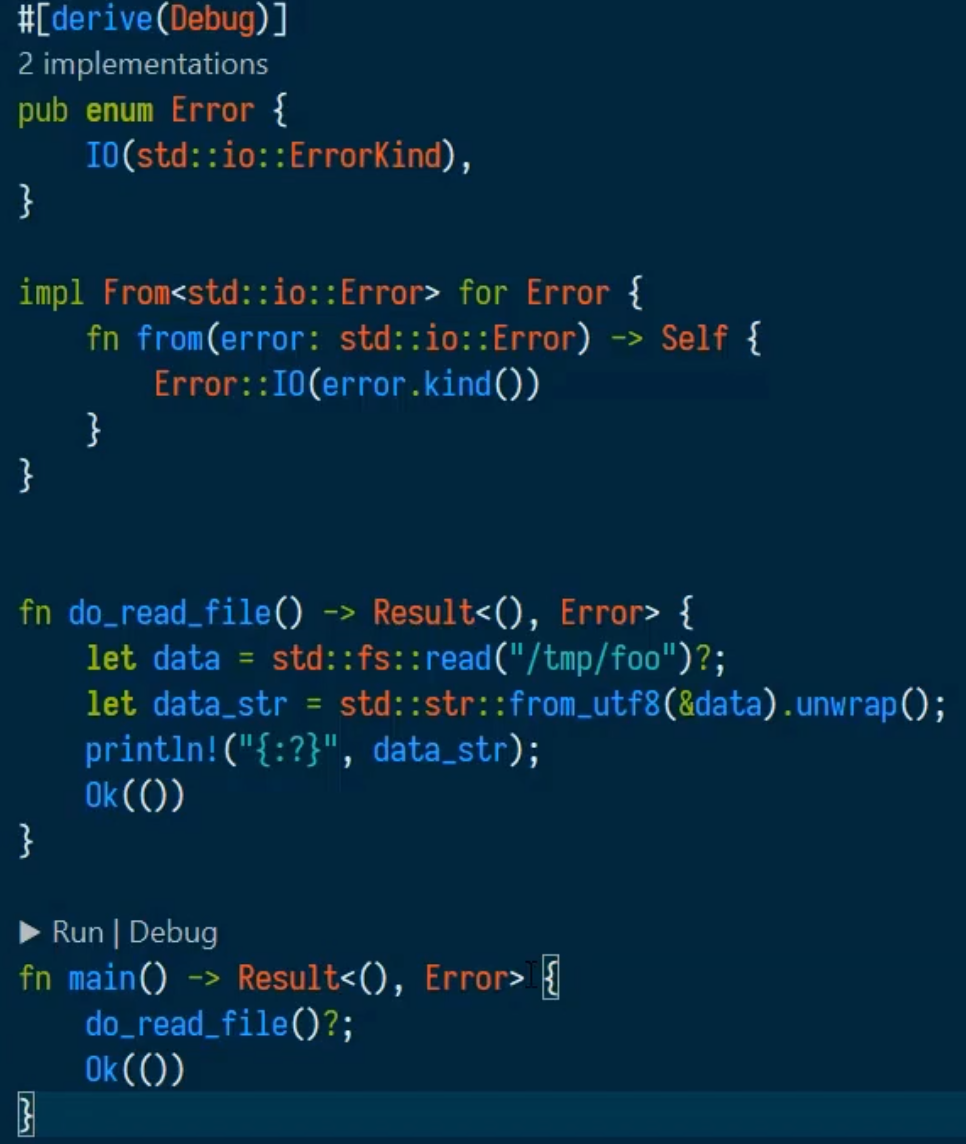 #[derive(Debug)]
2 implementations
pub enum Error {
    IO(std::io::ErrorKind),
}

impl From<std::io::Error> for Error {
    fn from(error: std::io::Error) -> Self {
        Error::IO(error.kind())
    }
}

fn do_read_file() -> Result<(), Error> {
    let data = std::fs::read("/tmp/foo")?;
    let data_str = std::str::from_utf8(&data).unwrap();
    println!("{:?}", data_str);
    Ok(())
}

▶ Run | Debug
fn main() -> Result<(), Error> {
    do_read_file()?;
    Ok(())
}